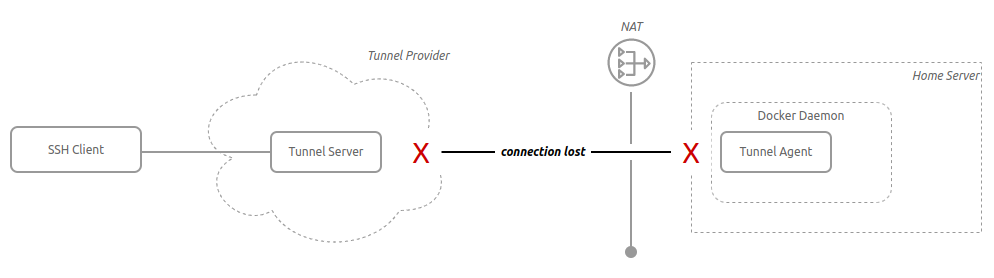 NAT
Tunnel Provider
Home Server
Docker Daemon
SSH Client
Tunnel Server
X
connection lost
X
Tunnel Agent